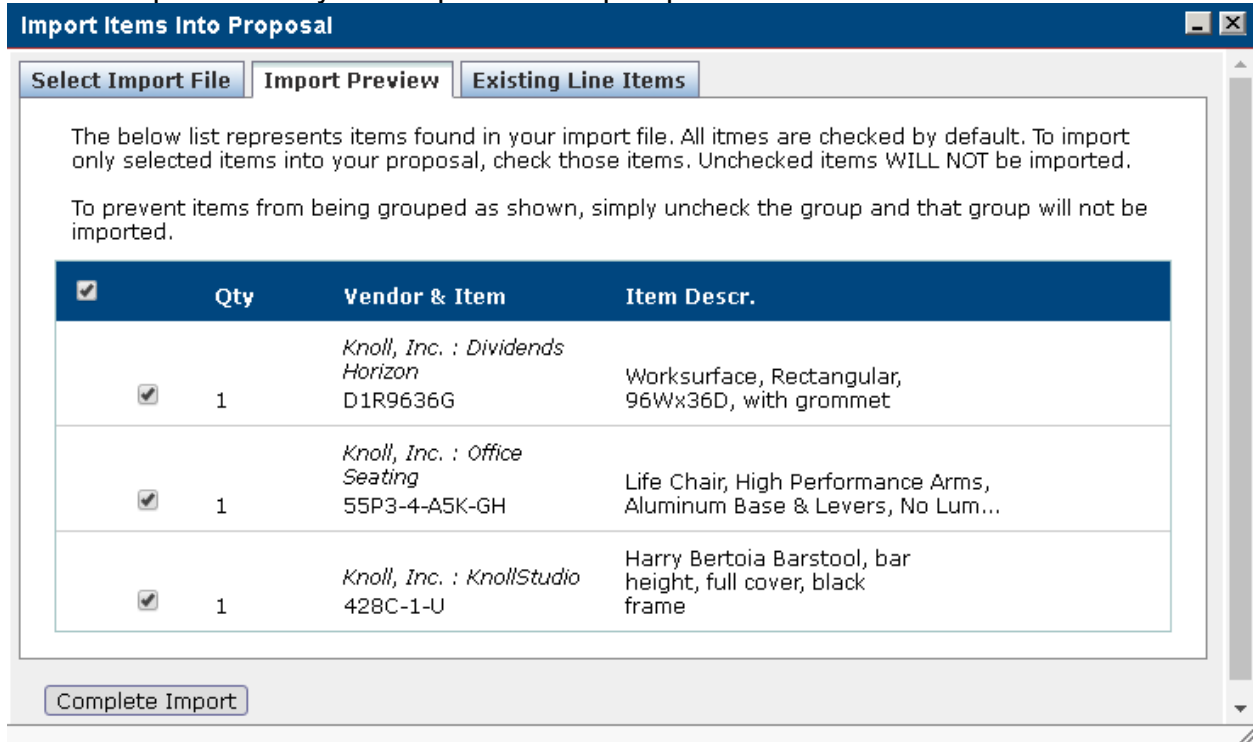 Import Items Into Proposal
Select Import File
Import Preview
Existing Line Items
The below list represents items found in your import file. All itmes are checked by default. To import
only selected items into your proposal, check those items. Unchecked items WILL NOT be imported.
To prevent items from being grouped as shown, simply uncheck the group and that group will not be
imported.
Qty Vendor & Item Item Descr.
Knoll, Inc. : Dividends
Horizon
1
D1R9636G
Worksurface, Rectangular,
96Wx36D, with grommet
Knoll, Inc. : Office
Seating
1
55P3-4-A5K-GH
Life Chair, High Performance Arms,
Aluminum Base & Levers, No Lum...
Knoll, Inc. : KnollStudio
1
428C-1-U
Harry Bertoia Barstool, bar
height, full cover, black
frame
Complete Import